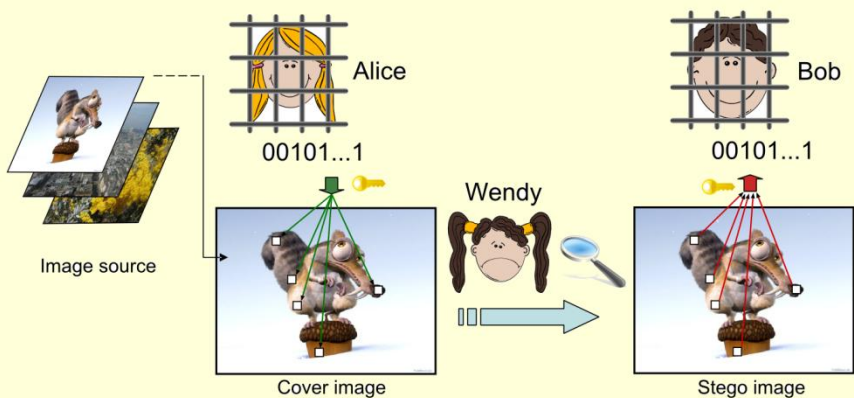 Alice
Bob
00101...1
00101...1
Wendy
Image source
Cover image
Stego image